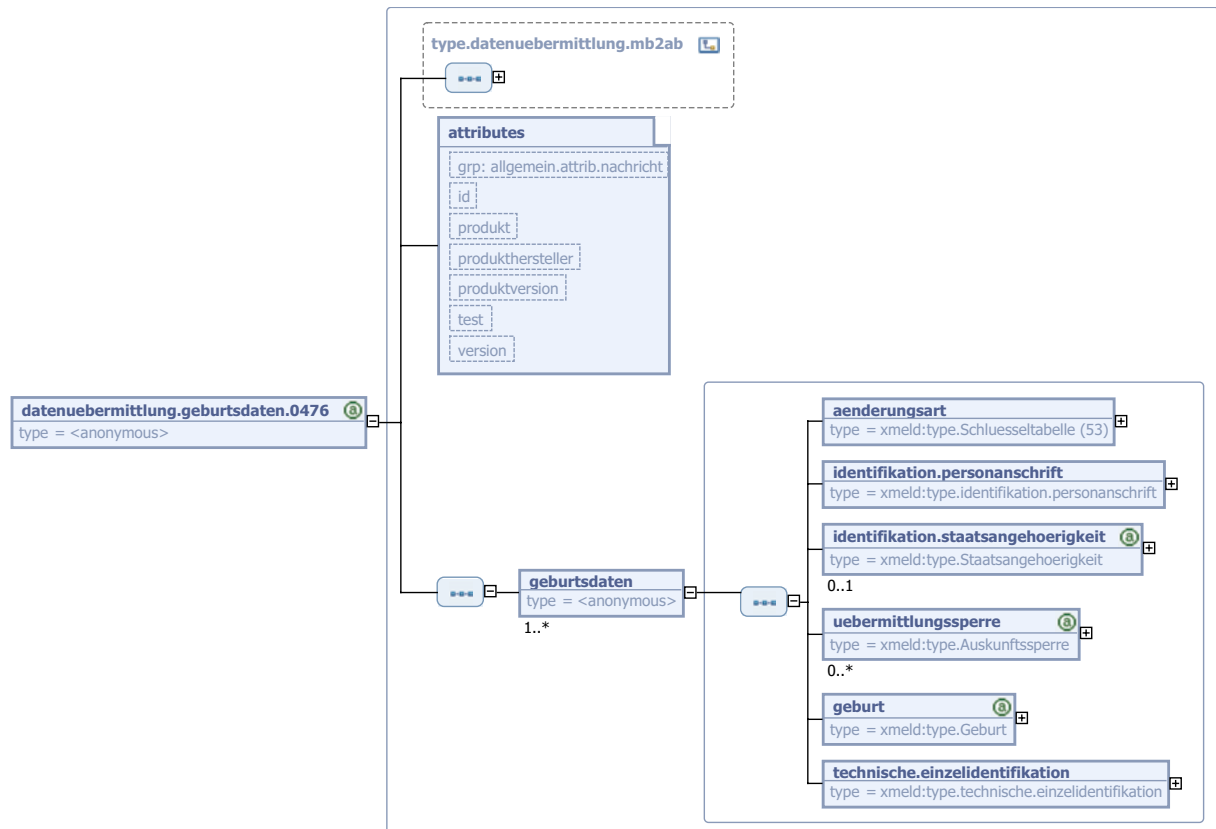 type.datenuebermittlung.mb2ab
attributes
grp: allgemein.attrib.nachricht
id
produkt
produkthersteller
produktversion
test
version
datenuebermittlung.geburtsdaten.0476 a
type = <anonymous>
geburtsdaten
type = <anonymous>
1..*
aenderungsart
type = xmeld:type.Schluesseltabelle (53)
identifikation.personanschrift
type = xmeld:type.identifikation.personanschrift
identifikation.staatsangehoerigkeit a
type = xmeld:type.Staatsangehoerigkeit
0..1
uebermittlungssperre a
type = xmeld:type.Auskunftssperre
0..*
geburt a
type = xmeld:type.Geburt
technische.einzelidentifikation
type = xmeld:type.technische.einzelidentifikation